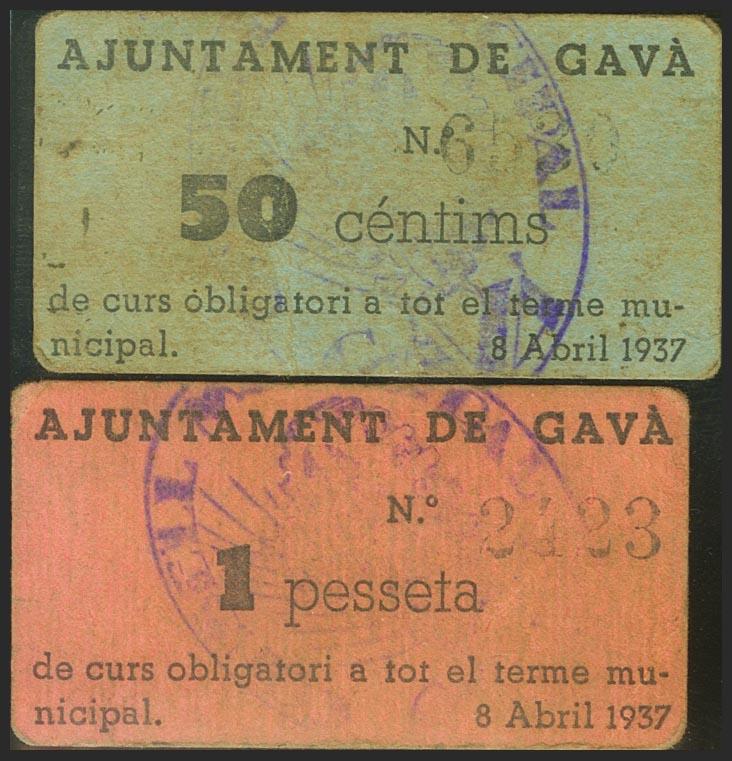 AJUNTAMENT DE GAVÀ
N.º
50 céntims
de curs obligatori a tot el terme mu-
nicipal. 8 Abril 1937
AJUNTAMENT DE GAVÀ
N.º 2423
1 pesseta
de curs obligatori a tot el terme mu-
nicipal. 8 Abril 1937